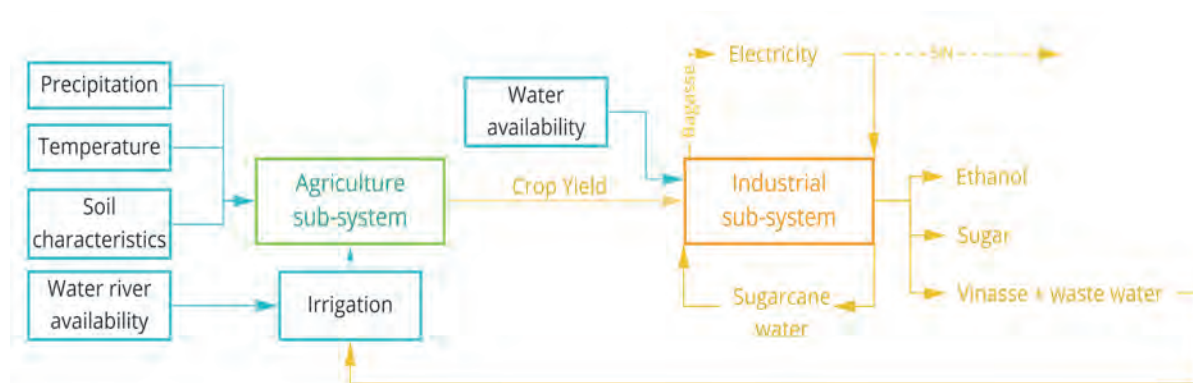 Precipitation
Temperature
Soil
characteristics
Water river
availability
Agriculture
sub-system
Irrigation
Water
availability
Crop Yield
Bagasse
Electricity
SIN
Industrial
sub-system
Sugarcane
water
Ethanol
Sugar
Vinasse + waste water